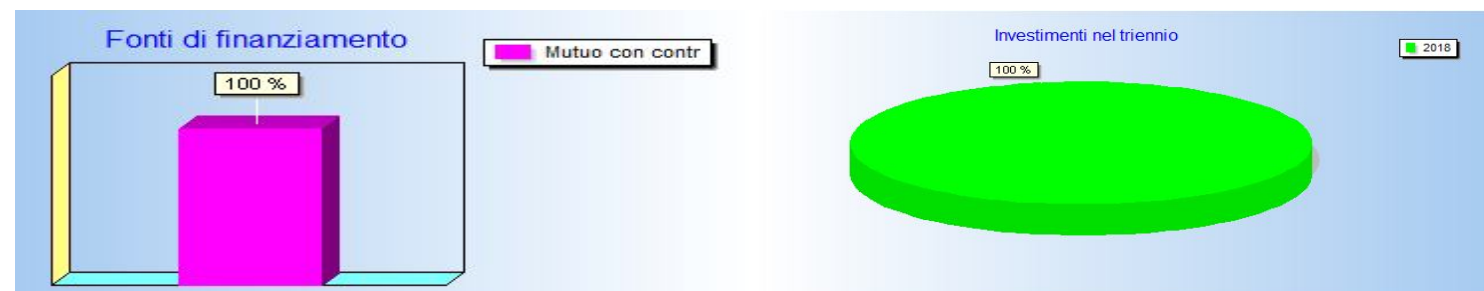 Fonti di finanziamento
Mutuo con contr
100 %
Investimenti nel triennio
2018
100 %